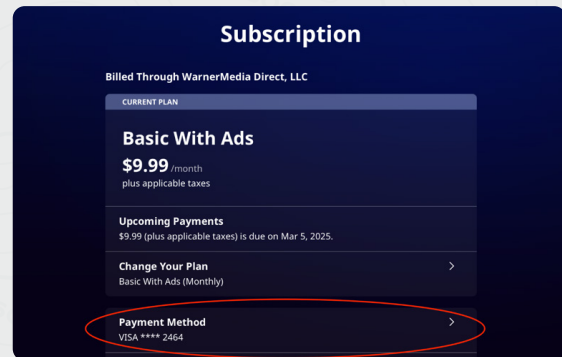 Subscription
Billed Through WarnerMedia Direct, LLC
CURRENT PLAN
Basic With Ads
$9.99 /month
plus applicable taxes
Upcoming Payments
$9.99 (plus applicable taxes) is due on Mar 5, 2025.
Change Your Plan
Basic With Ads (Monthly)
Payment Method
VISA **** 2464